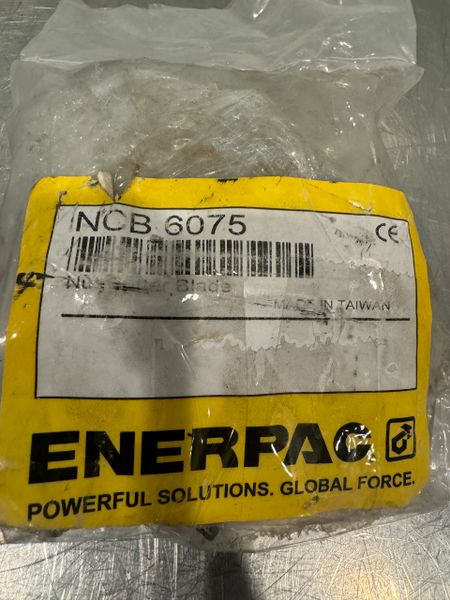 NCB 6075
CE
Blade
MADE IN TAIWAN
ENERPAC
POWERFUL SOLUTIONS. GLOBAL FORCE.